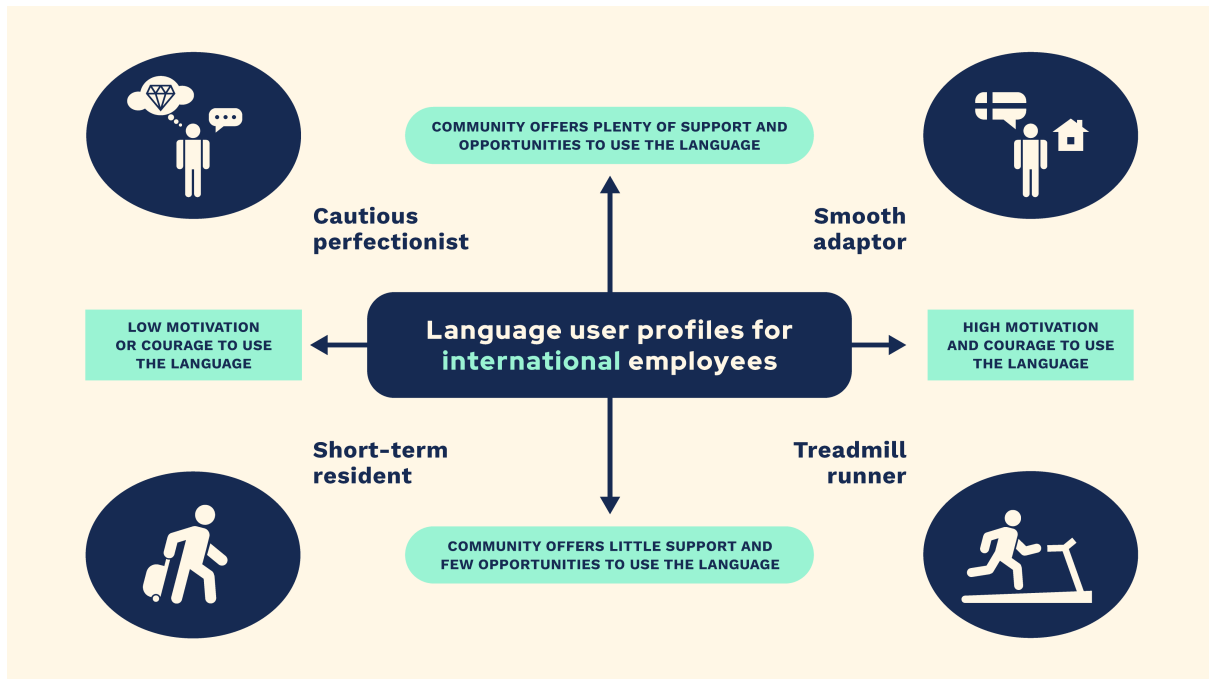 COMMUNITY OFFERS PLENTY OF SUPPORT AND
OPPORTUNITIES TO USE THE LANGUAGE
Cautious
perfectionist
Smooth
adaptor
LOW MOTIVATION
OR COURAGE TO USE
THE LANGUAGE
Language user profiles for
international employees
HIGH MOTIVATION
AND COURAGE TO USE
THE LANGUAGE
Short-term
resident
Treadmill
runner
COMMUNITY OFFERS LITTLE SUPPORT AND
FEW OPPORTUNITIES TO USE THE LANGUAGE